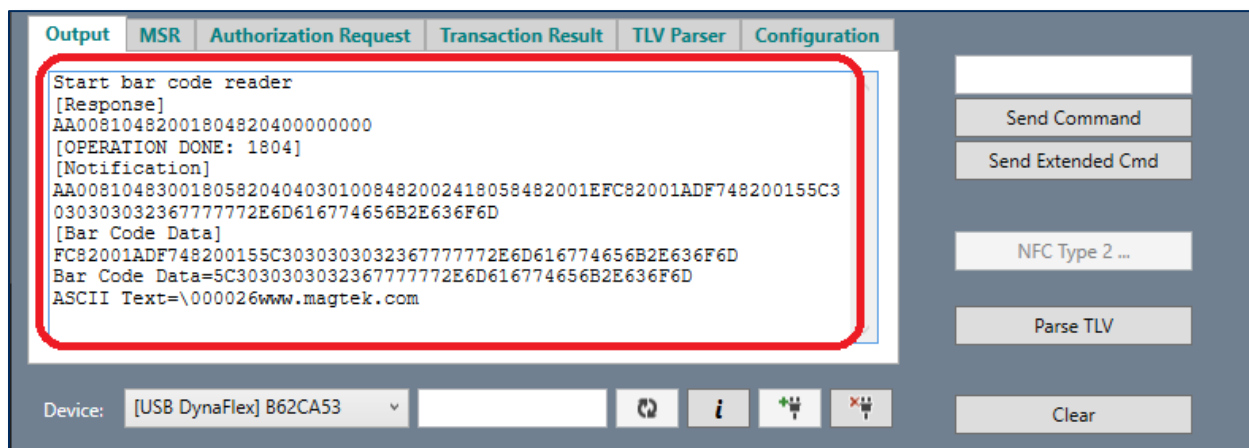 Output
MSR
Authorization Request
Transaction Result
TLV Parser
Configuration
Start bar code reader
[Response]
AA00810482001804820400000000
[OPERATION DONE: 1804]
[Notification]
AA008104830018058204040301008482002418058482001EFC82001ADF748200155C3
030303032367777772E6D616774656B2E636F6D
[Bar Code Data]
FC82001ADF748200155C3030303032367777772E6D616774656B2E636F6D
Bar Code Data=5C3030303032367777772E6D616774656B2E636F6D
ASCII Text=\000026www.magtek.com
Send Command
Send Extended Cmd
NFC Type 2 ...
Parse TLV
Device:
[USB DynaFlex] B62CA53
i
Clear